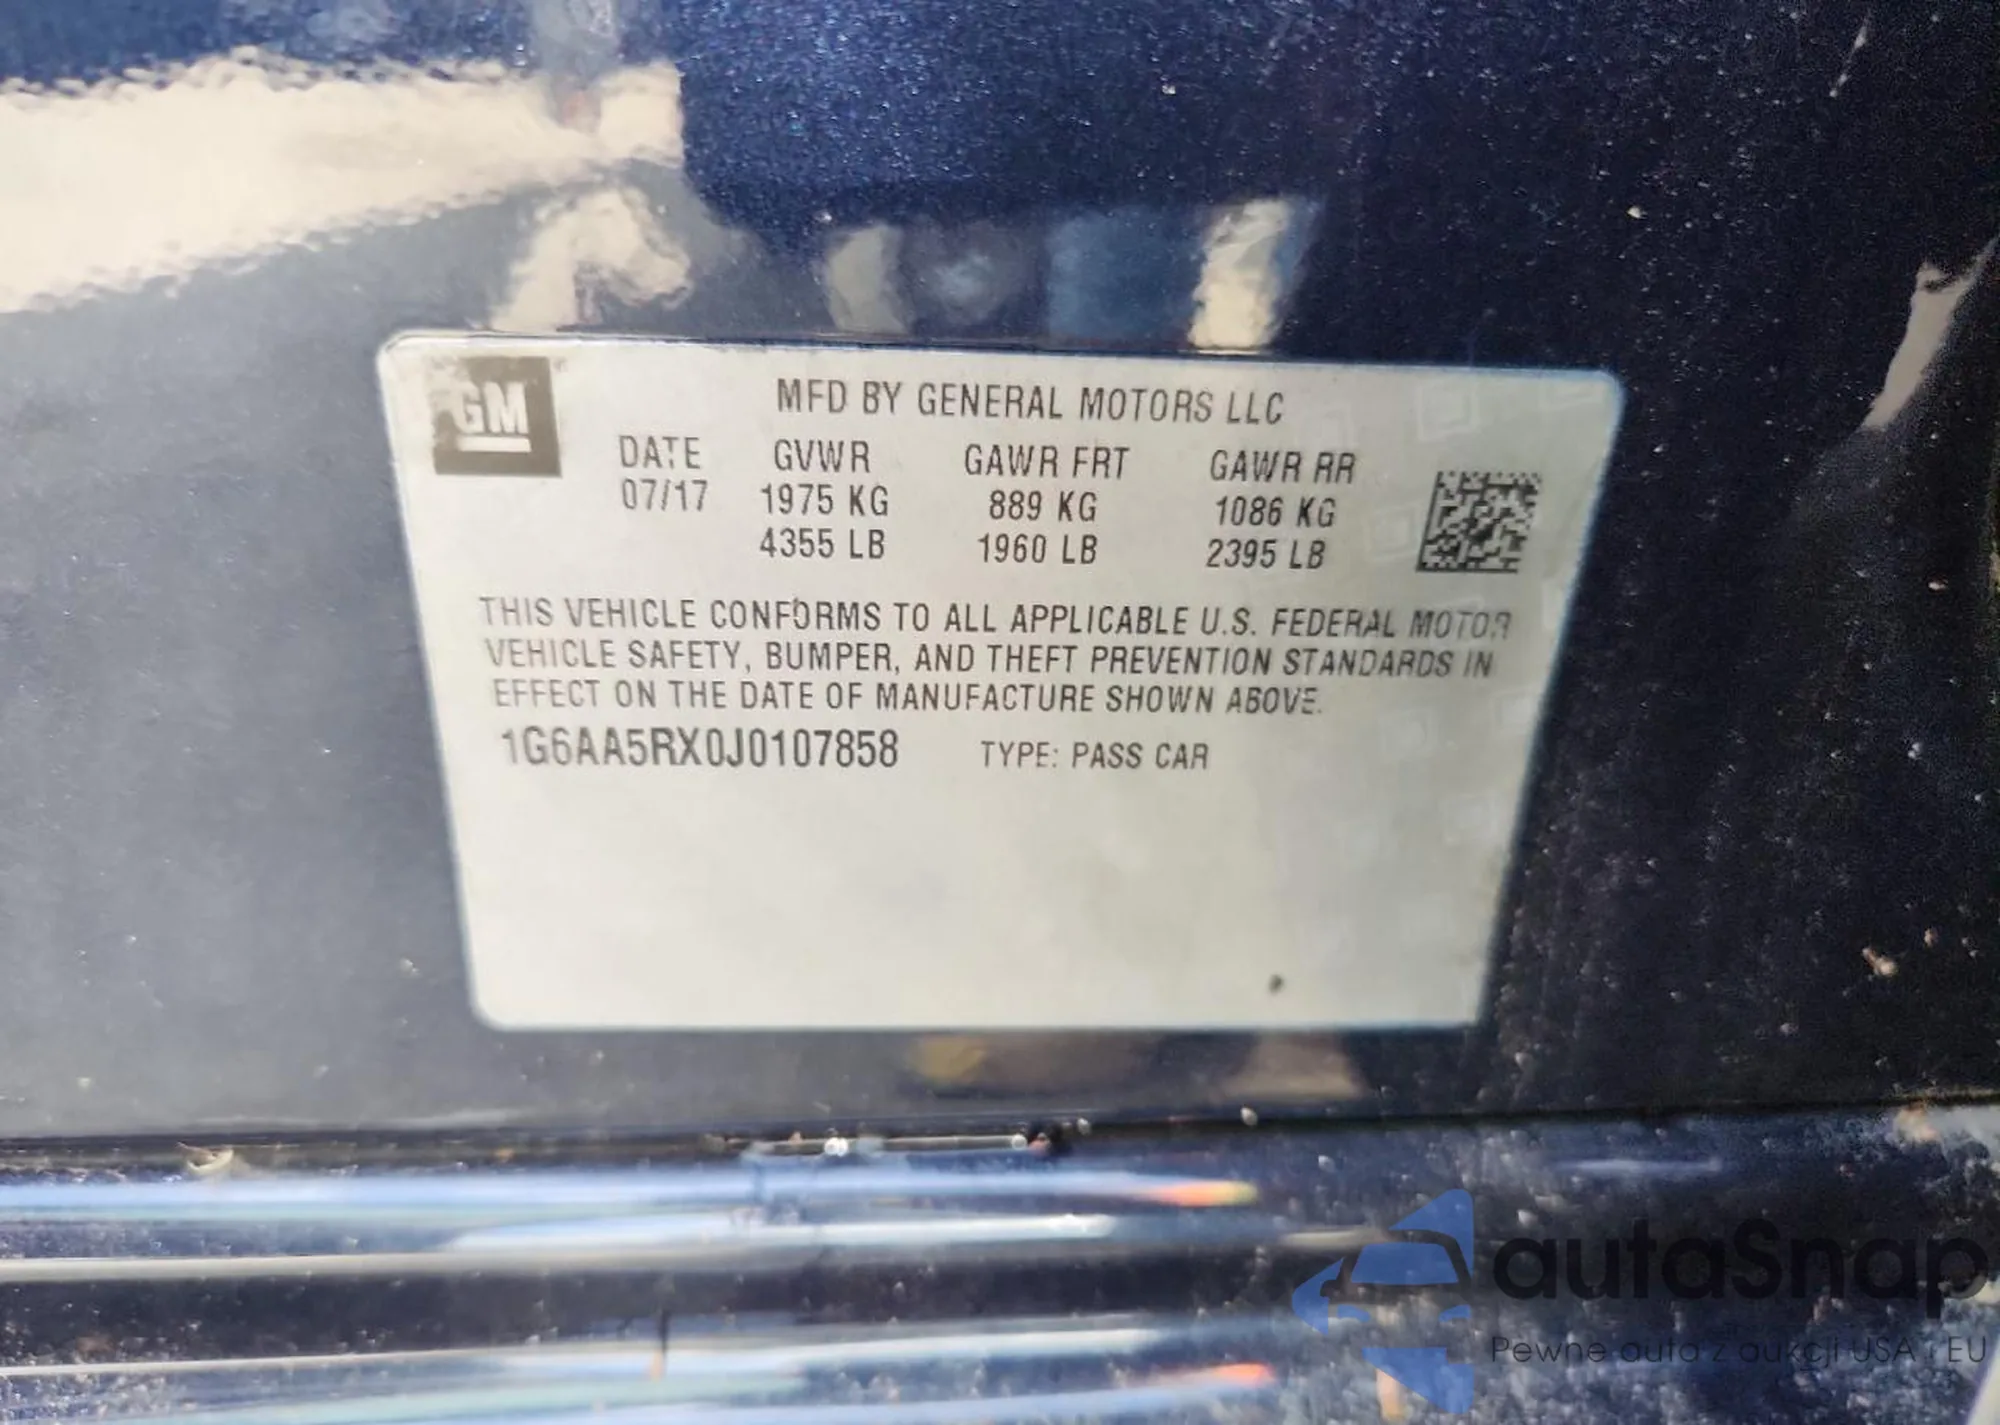 GM
MFD BY GENERAL MOTORS LLC
DATE GVWR GAWR FRT GAWR RR
07/17 1975 KG 889 KG 1086 KG
4355 LB 1960 LB 2395 LB
THIS VEHICLE CONFORMS TO ALL APPLICABLE U.S. FEDERAL MOTOR
VEHICLE SAFETY, BUMPER, AND THEFT PREVENTION STANDARDS IN
EFFECT ON THE DATE OF MANUFACTURE SHOWN ABOVE.
1G6AA5RX0J0107858 TYPE: PASS CAR
autaSnap
Pewne auta z aukcji USA i EU